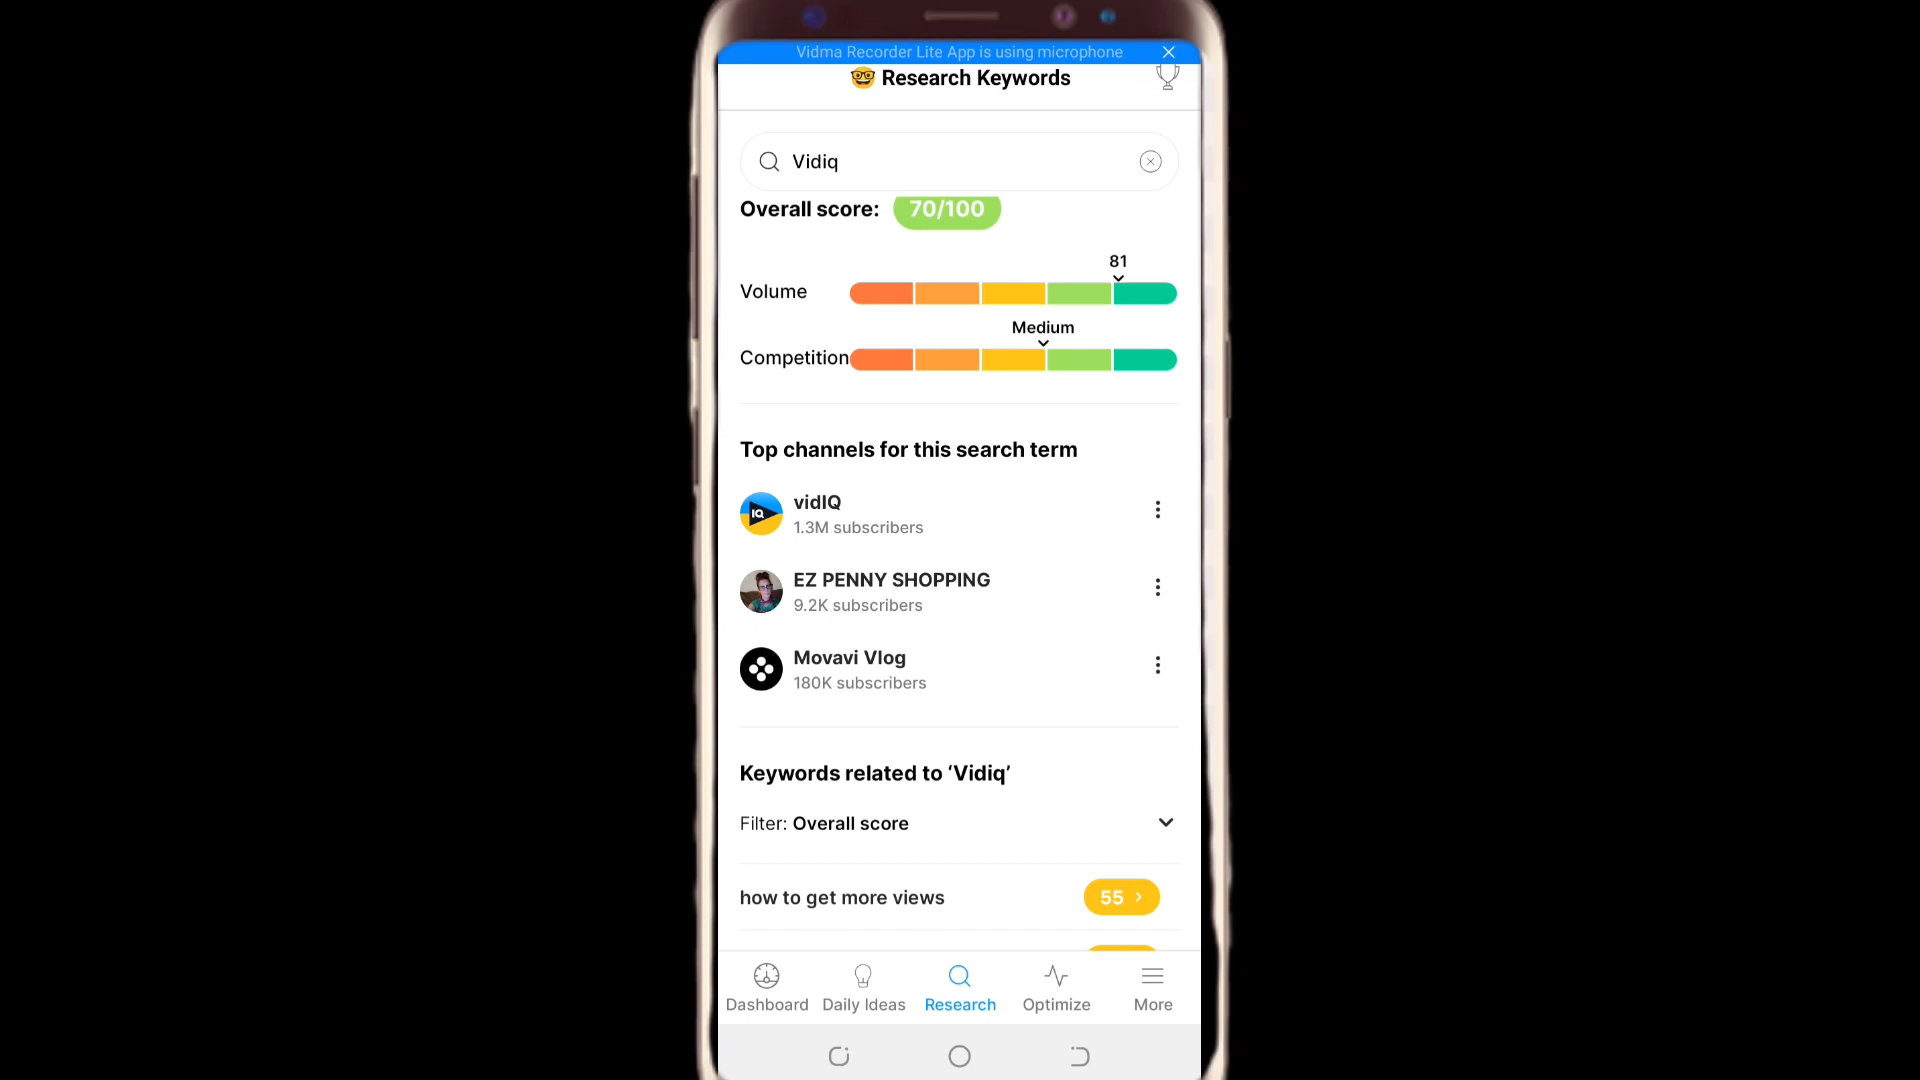 Vidma Recorder Lite App is using microphone
🤓 Research Keywords
Vidiq
Overall score: 70/100
81
Volume
Medium
Competition
Top channels for this search term
IQ
vidIQ
1.3M subscribers
EZ PENNY SHOPPING
9.2K subscribers
Movavi Vlog
180K subscribers
Keywords related to ‘Vidiq’
Filter: Overall score
how to get more views 55
Dashboard Daily Ideas Research Optimize More